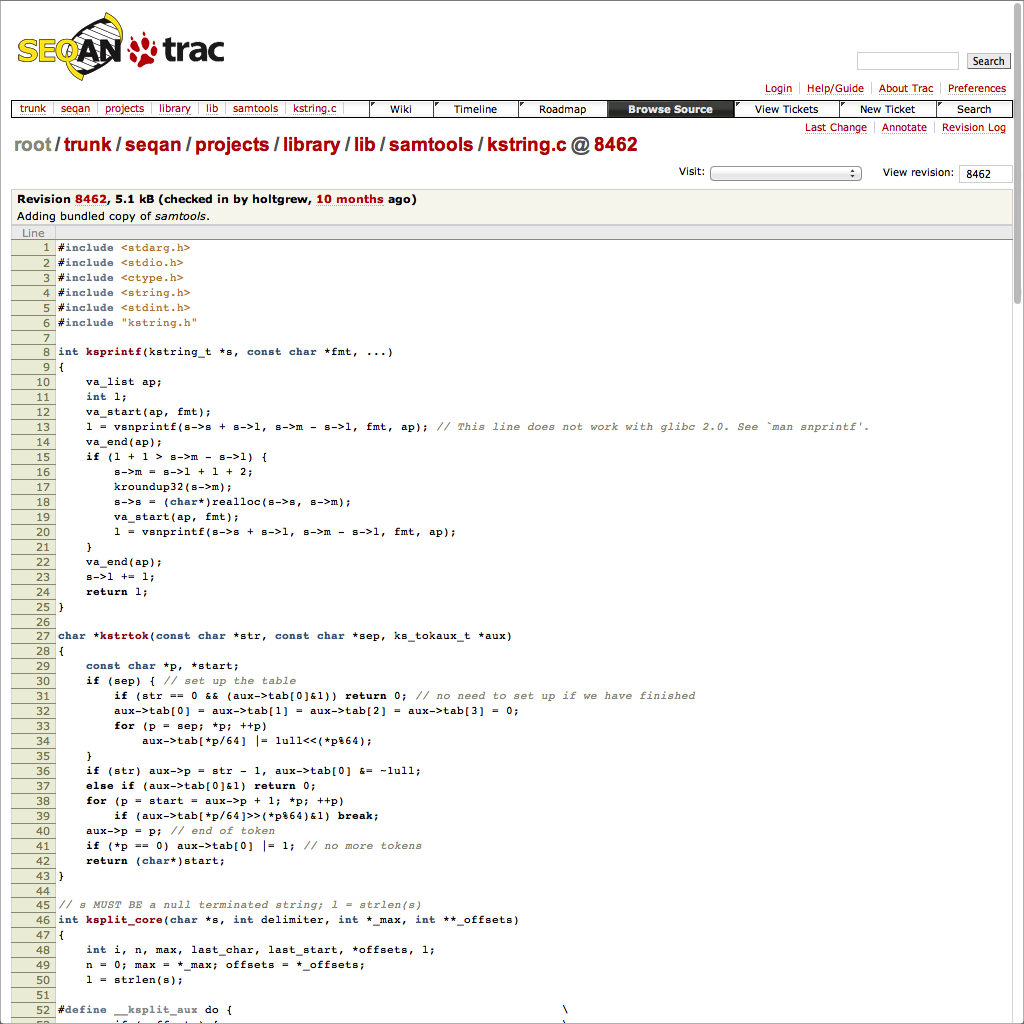 SEQAN trac
Search
Login Help/Guide About Trac Preferences
trunk seqan projects library lib samtools kstring.c Wiki Timeline Roadmap Browse Source View Tickets New Ticket Search
Last Change Annotate Revision Log
root/trunk/seqan/projects/library/lib/samtools/kstring.c @ 8462
Visit: View revision: 8462
Revision 8462, 5.1 kB (checked in by holtgrew, 10 months ago)
Adding bundled copy of samtools.
Line
1 #include <stdarg.h>
2 #include <stdio.h>
3 #include <ctype.h>
4 #include <string.h>
5 #include <stdint.h>
6 #include "kstring.h"
7
8 int ksprintf(kstring_t *s, const char *fmt, ...)
9 {
10     va_list ap;
11     int l;
12     va_start(ap, fmt);
13     l = vsnprintf(s->s + s->l, s->m - s->l, fmt, ap); // This line does not work with glibc 2.0. See `man snprintf'.
14     va_end(ap);
15     if (l + 1 > s->m - s->l) {
16         s->m = s->l + l + 2;
17         kroundup32(s->m);
18         s->s = (char*)realloc(s->s, s->m);
19         va_start(ap, fmt);
20         l = vsnprintf(s->s + s->l, s->m - s->l, fmt, ap);
21     }
22     va_end(ap);
23     s->l += l;
24     return l;
25 }
26
27 char *kstrtok(const char *str, const char *sep, ks_tokaux_t *aux)
28 {
29     const char *p, *start;
30     if (sep) { // set up the table
31         if (str == 0 && (aux->tab[0]&1)) return 0; // no need to set up if we have finished
32         aux->tab[0] = aux->tab[1] = aux->tab[2] = aux->tab[3] = 0;
33         for (p = sep; *p; ++p)
34             aux->tab[*p/64] |= 1ull<<(*p%64);
35     }
36     if (str) aux->p = str - 1, aux->tab[0] &= ~1ull;
37     else if (aux->tab[0]&1) return 0;
38     for (p = start = aux->p + 1; *p; ++p)
39         if (aux->tab[*p/64]>>(*p%64)&1) break;
40     aux->p = p; // end of token
41     if (*p == 0) aux->tab[0] |= 1; // no more tokens
42     return (char*)start;
43 }
44
45 // s MUST BE a null terminated string; l = strlen(s)
46 int ksplit_core(char *s, int delimiter, int *_max, int **_offsets)
47 {
48     int i, n, max, last_char, last_start, *offsets, l;
49     n = 0; max = *_max; offsets = *_offsets;
50     l = strlen(s);
51
52 #define __ksplit_aux do { \